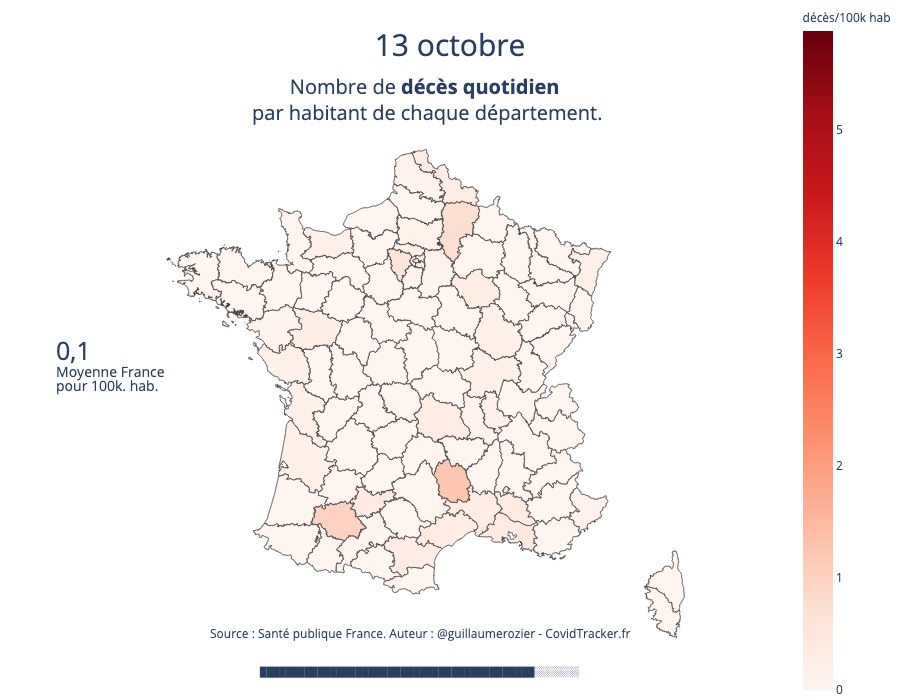 décès/100k hab
13 octobre
Nombre de décès quotidien
par habitant de chaque département.
5
4
0,1
Moyenne France
pour 100k. hab.
3
2
1
Source : Santé publique France. Auteur : @guillaumerozier - CovidTracker.fr
0